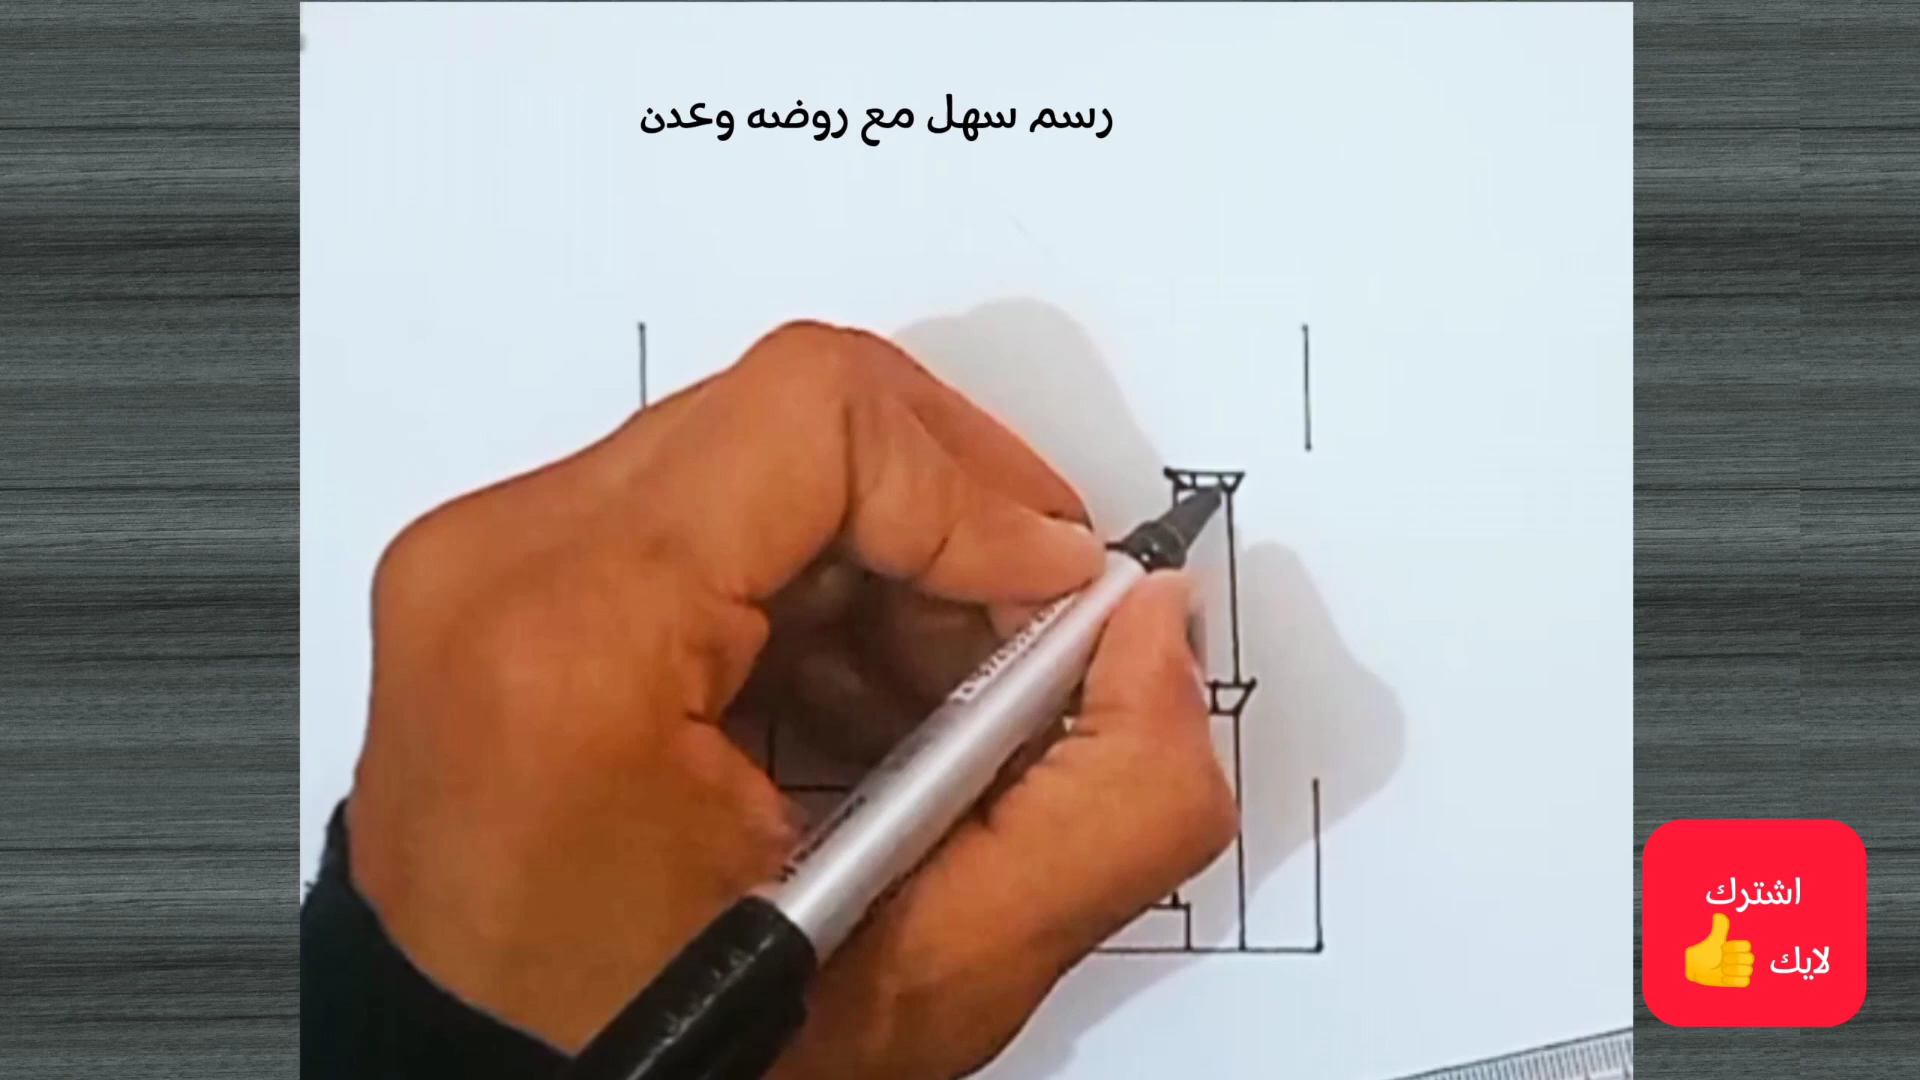 رسم سهل مع روضه وعدن
اشترك
لايك